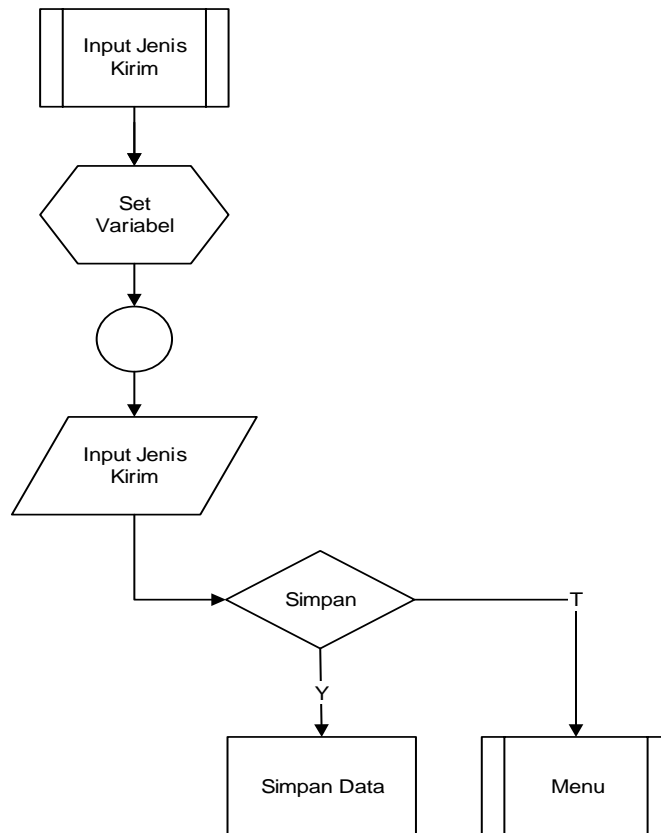 Input Jenis
Kirim
Set
Variabel
Input Jenis
Kirim
Simpan
T
Y
Simpan Data
Menu